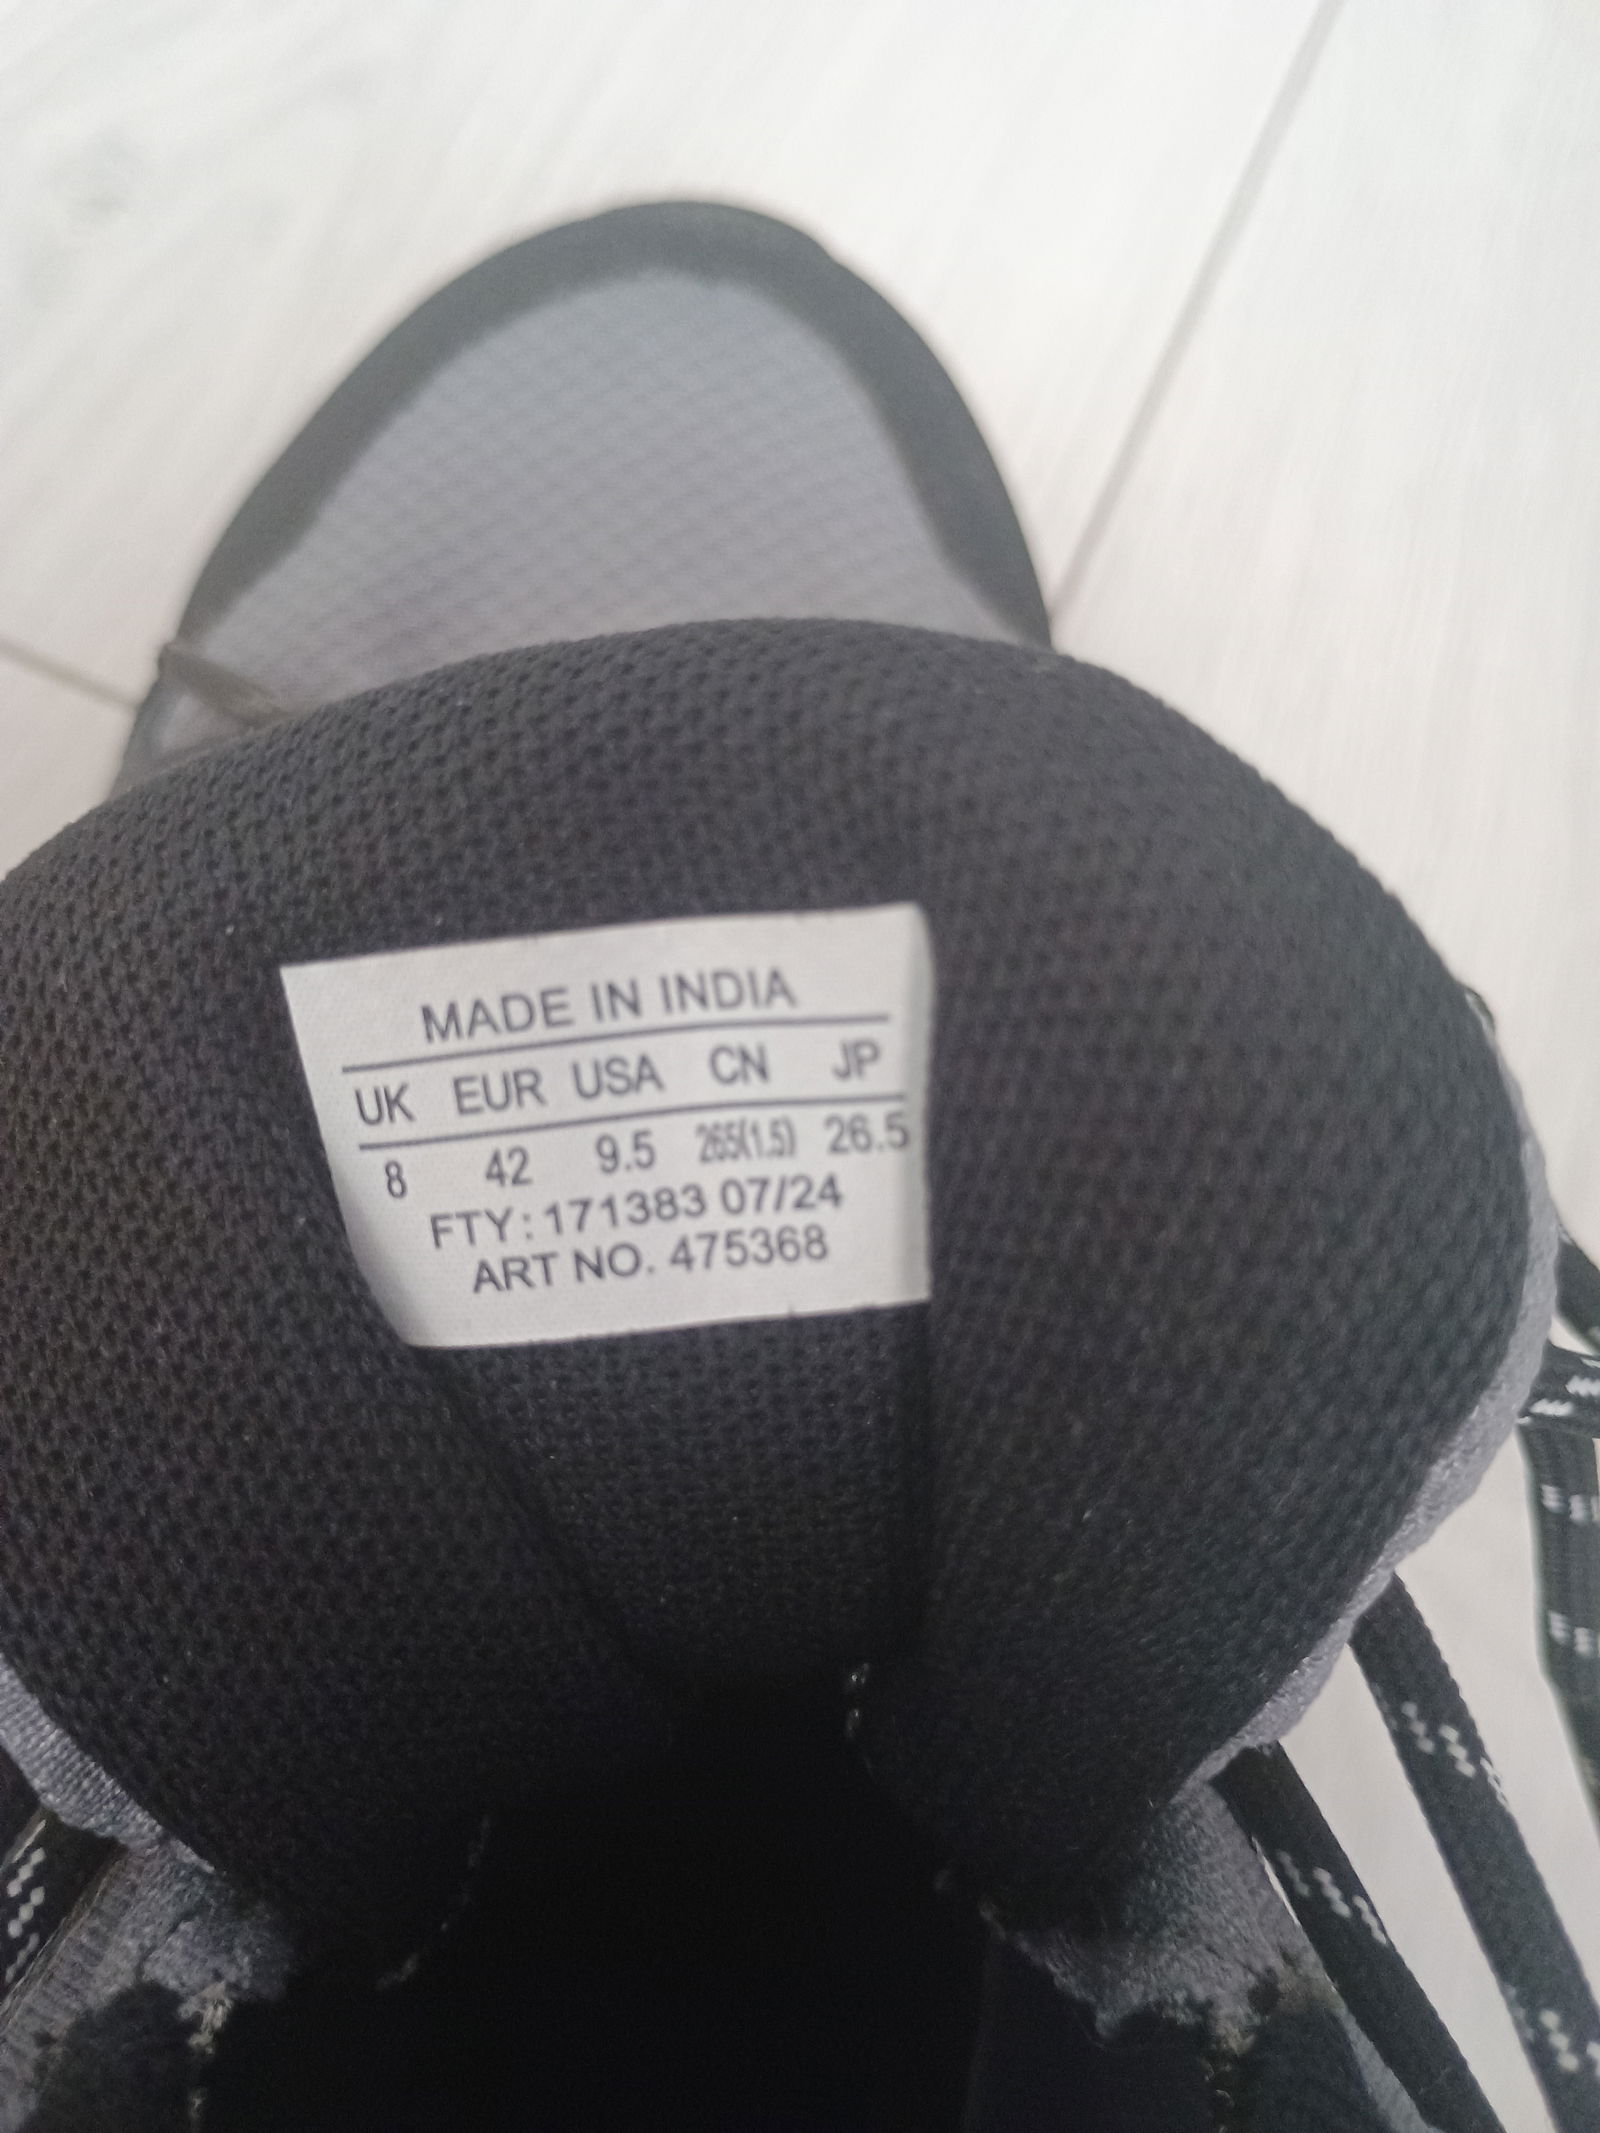 MADE IN INDIA
UK EUR USA CN JP
8 42 9.5 265(1.5) 26.5
FTY: 171383 07/24
ART NO. 475368